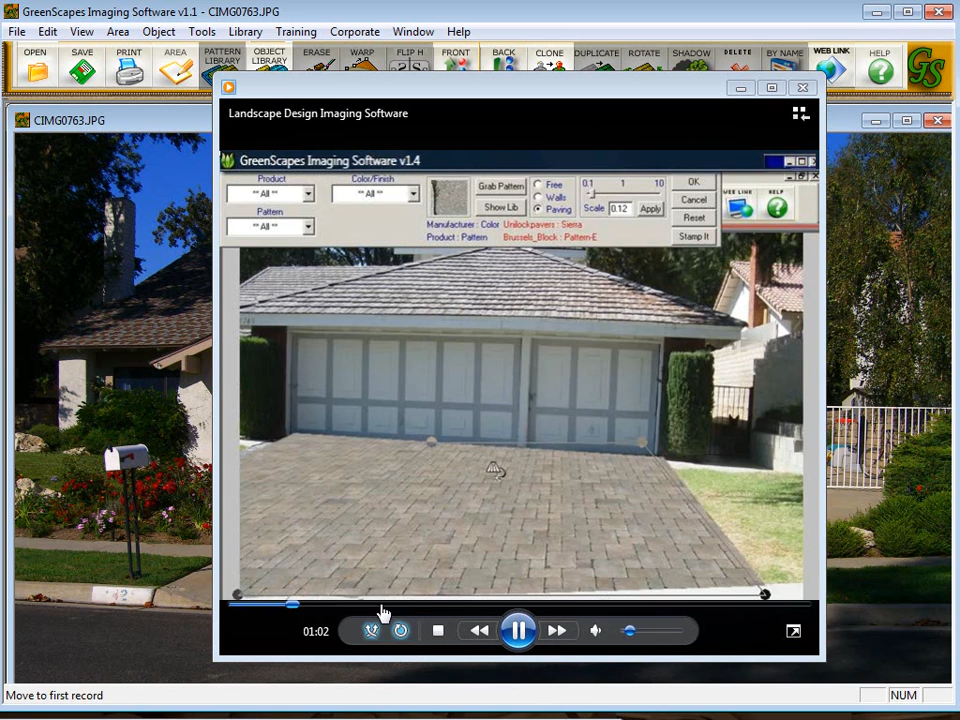 GreenScapes Imaging Software v1.1 - CIMG0763.JPG
File Edit View Area Object Tools Library Training Corporate Window Help
OPEN SAVE PRINT AREA PATTERN LIBRARY OBJECT LIBRARY ERASE WARP FLIP H FRONT BACK CLONE DUPLICATE ROTATE SHADOW DELETE BY NAME WEB LINK HELP
GS
CIMG0763.JPG
Landscape Design Imaging Software
GreenScapes Imaging Software v1.4
Product Color/Finish
** All ** ** All **
Pattern
** All **
Grab Pattern
Show Lib
Free
Walls
Paving
0.1 1 10
Scale 0.12 Apply
OK
Cancel
Reset
Stamp It
WEB LINK HELP
Manufacturer : Color Unilockpavers : Sierra
Product : Pattern Brussels_Block : Pattern-E
01:02
Move to first record
NUM